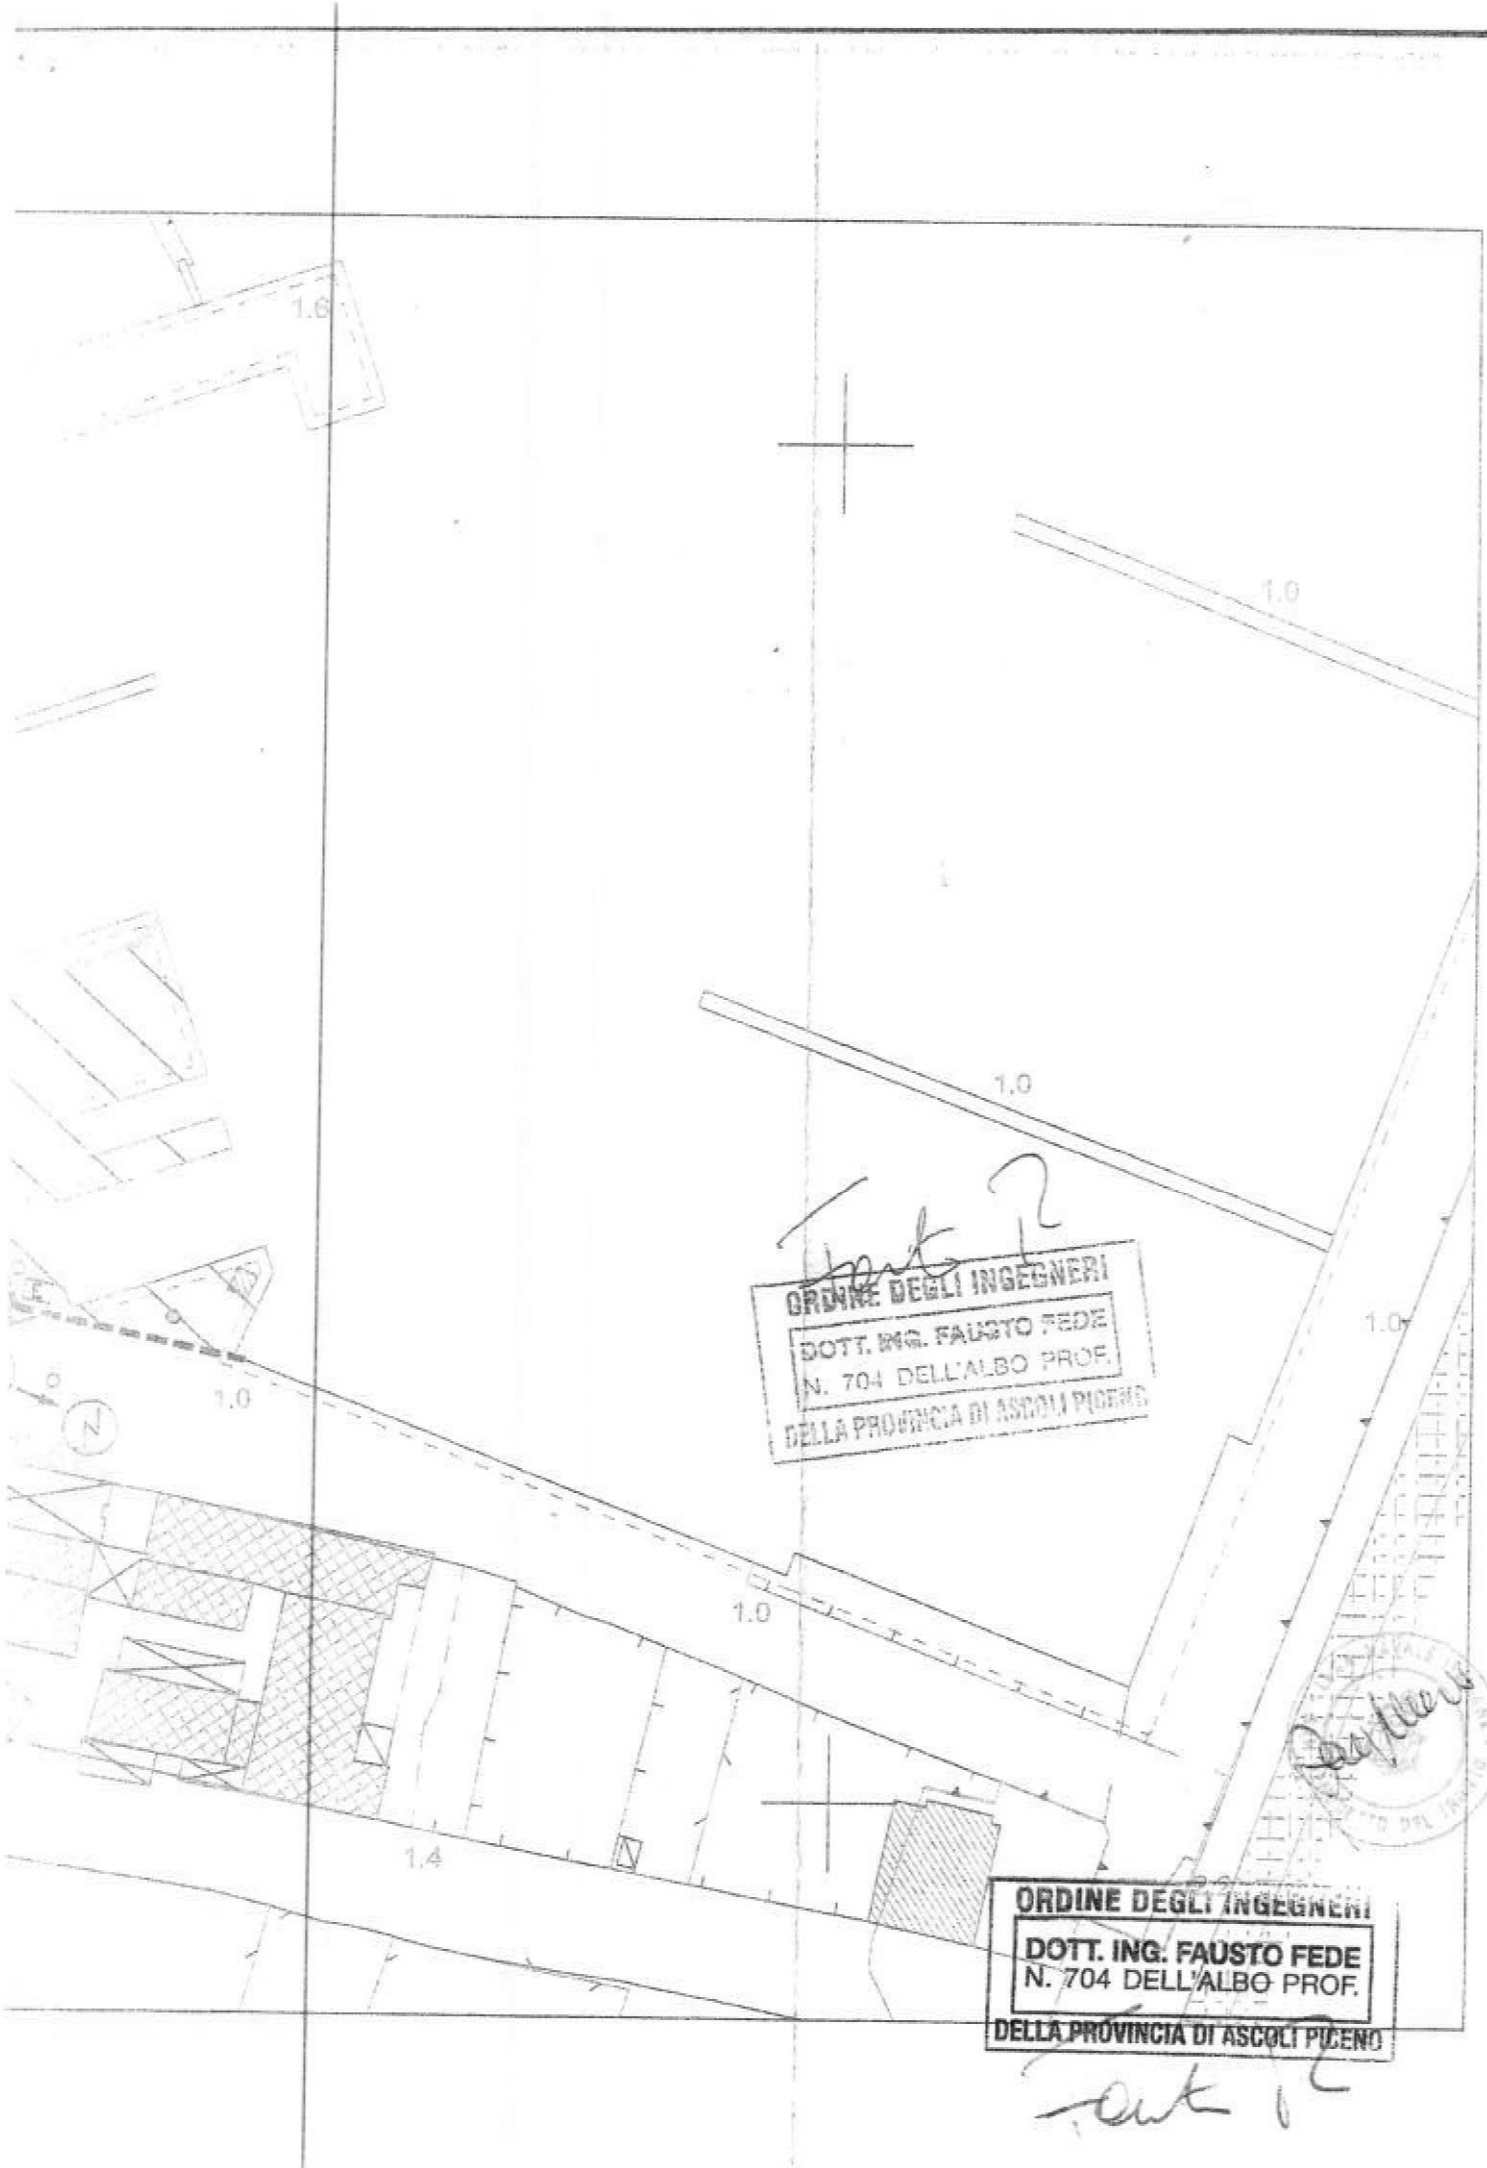 1.6
1.0
1.0
ORDINE DEGLI INGEGNERI
DOTT. ING. FAUSTO FEDE
N. 704 DELL'ALBO PROF.
DELLA PROVINCIA DI ASCOLI PICENO
1.0
1.0
N
1.0
1.4
ORDINE DEGLI INGEGNERI
DOTT. ING. FAUSTO FEDE
N. 704 DELL'ALBO PROF.
DELLA PROVINCIA DI ASCOLI PICENO